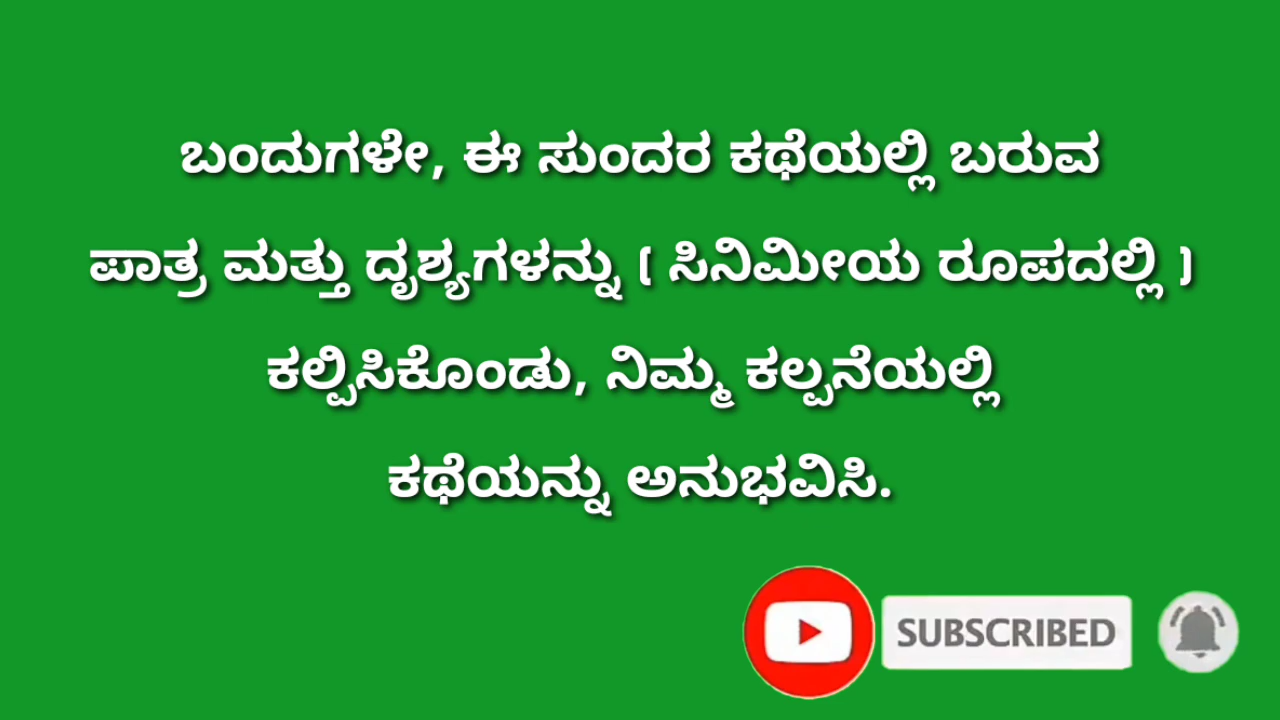 ಬಂದುಗಳೇ, ಈ ಸುಂದರ ಕಥೆಯಲ್ಲಿ ಬರುವ
ಪಾತ್ರ ಮತ್ತು ದೃಶ್ಯಗಳನ್ನು ( ಸಿನಿಮೀಯ ರೂಪದಲ್ಲಿ )
ಕಲ್ಪಿಸಿಕೊಂಡು, ನಿಮ್ಮ ಕಲ್ಪನೆಯಲ್ಲಿ
ಕಥೆಯನ್ನು ಅನುಭವಿಸಿ.
SUBSCRIBED